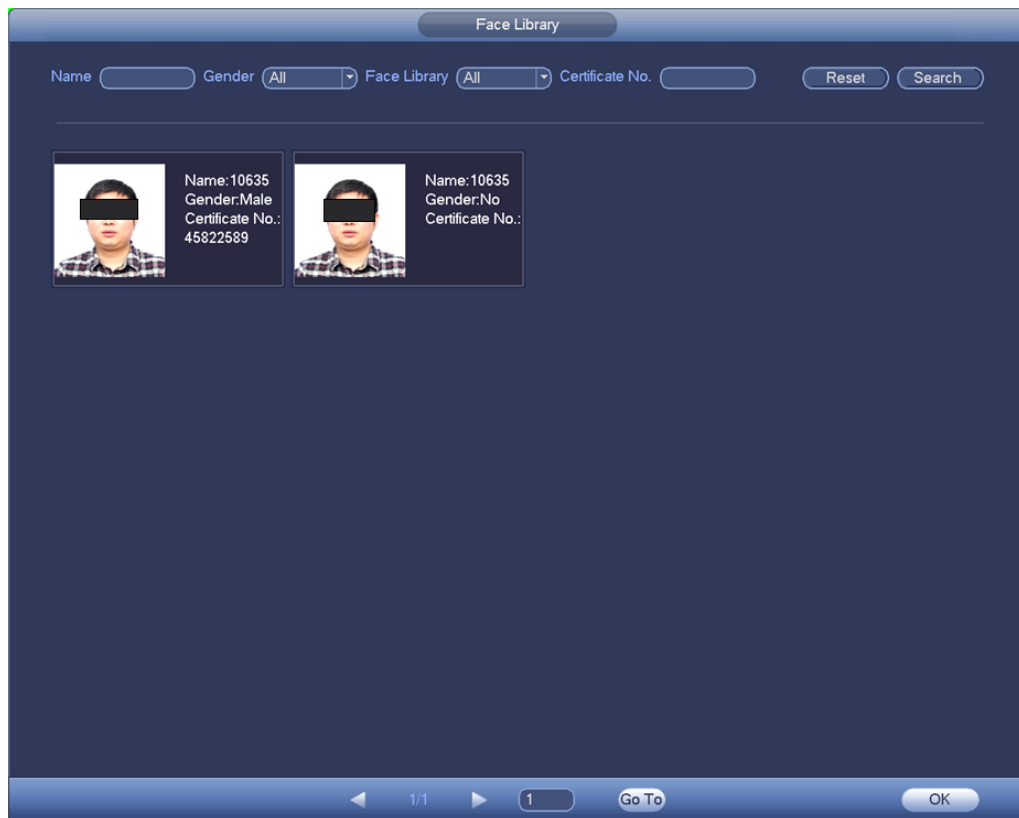 Face Library
Name Gender All Face Library All Certificate No. Reset Search
Name:10635
Gender:Male
Certificate No.:
45822589
Name:10635
Gender:No
Certificate No.:
1/1 1 Go To OK